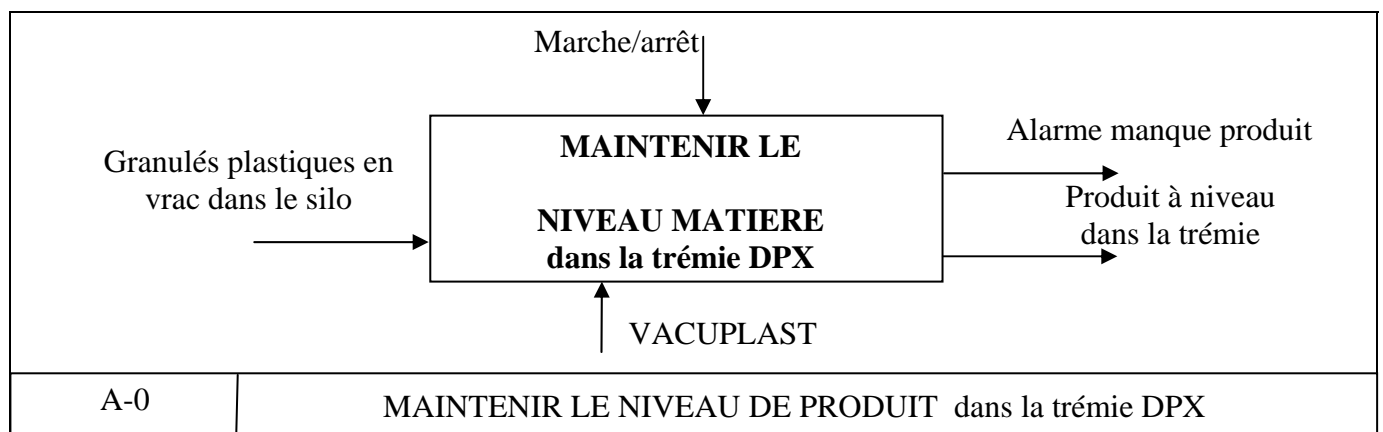 Marche/arrêt
MAINTENIR LE
NIVEAU MATIERE
dans la trémie DPX
Granulés plastiques en
vrac dans le silo
Alarme manque produit
Produit à niveau
dans la trémie
VACUPLAST
A-0
MAINTENIR LE NIVEAU DE PRODUIT dans la trémie DPX